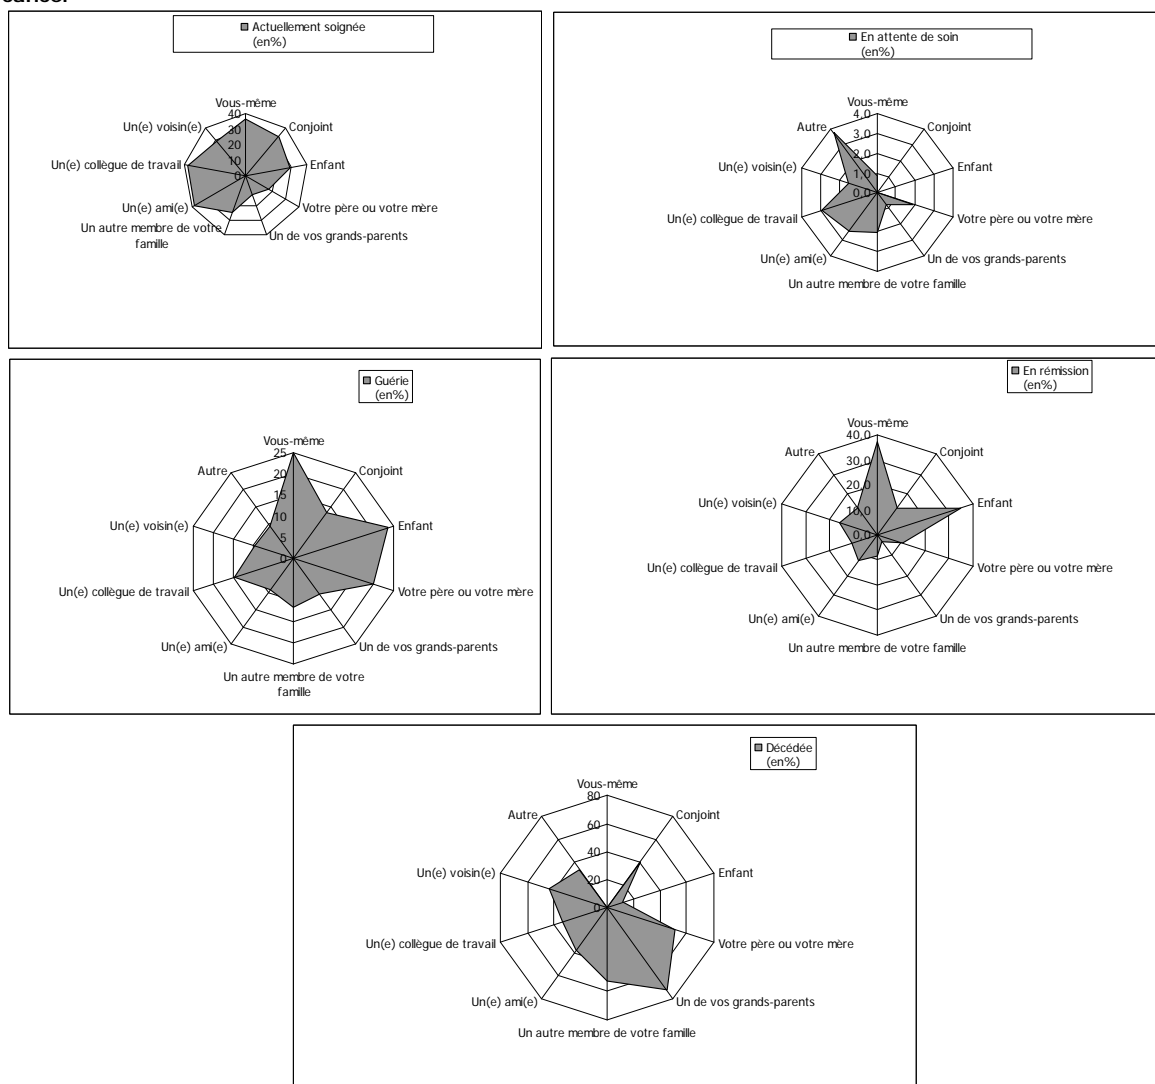 Actuellement soignée
(en%)
Vous-même
40
30
20
10
0
Conjoint
Enfant
Votre père ou votre mère
Un de vos grands-parents
Un autre membre de votre
famille
Un(e) ami(e)
Un(e) collègue de travail
Un(e) voisin(e)
En attente de soin
(en%)
Vous-même
4,0
3,0
2,0
1,0
0,0
Conjoint
Enfant
Votre père ou votre mère
Un de vos grands-parents
Un autre membre de votre famille
Un(e) ami(e)
Un(e) collègue de travail
Un(e) voisin(e)
Autre
Guérie
(en%)
Vous-même
25
20
15
10
5
0
Conjoint
Enfant
Votre père ou votre mère
Un de vos grands-parents
Un autre membre de votre
famille
Un(e) ami(e)
Un(e) collègue de travail
Un(e) voisin(e)
Autre
En rémission
(en%)
Vous-même
40,0
30,0
20,0
10,0
0,0
Conjoint
Enfant
Votre père ou votre mère
Un de vos grands-parents
Un autre membre de votre famille
Un(e) ami(e)
Un(e) collègue de travail
Un(e) voisin(e)
Autre
Décédée
(en%)
Vous-même
80
60
40
20
0
Conjoint
Enfant
Votre père ou votre mère
Un de vos grands-parents
Un autre membre de votre famille
Un(e) ami(e)
Un(e) collègue de travail
Un(e) voisin(e)
Autre